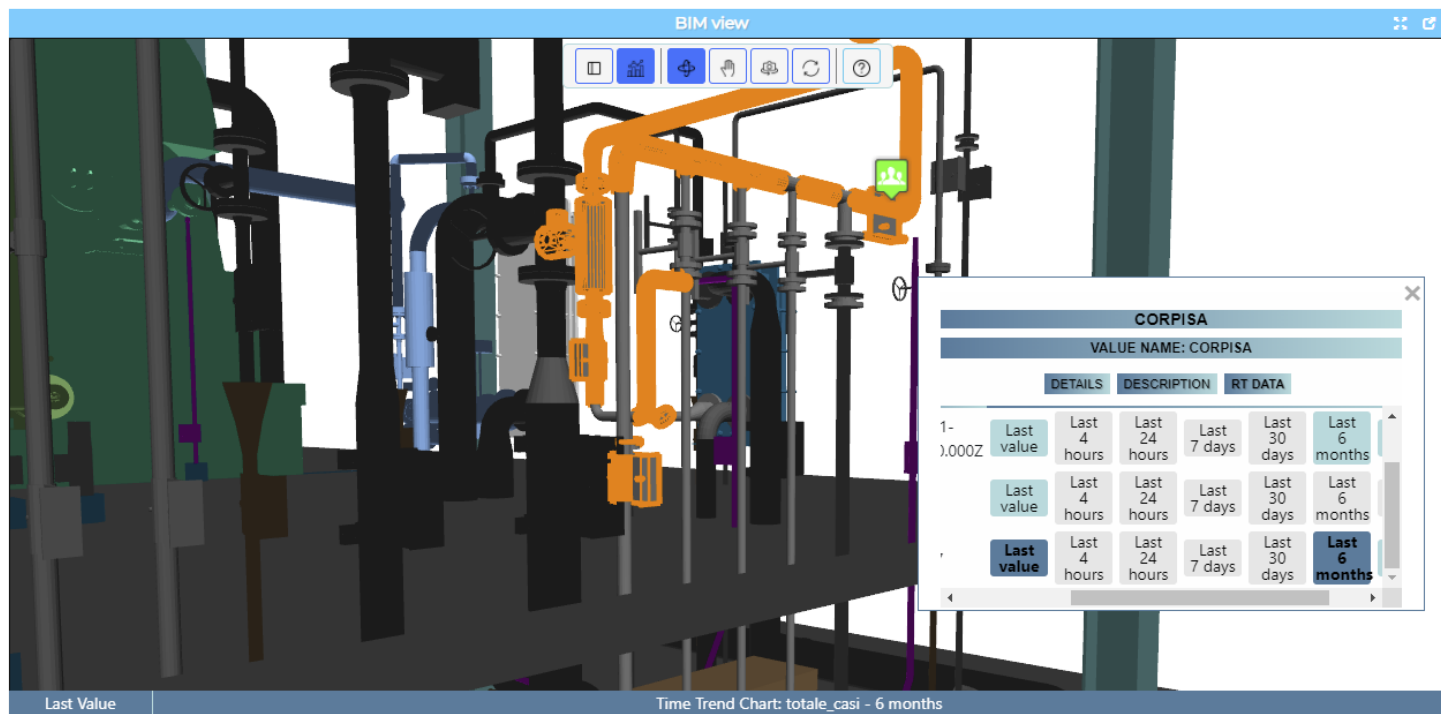 BIM view
CORPISA
VALUE NAME: CORPISA
DETAILS DESCRIPTION RT DATA
1-
0.000Z
Last value Last 4 hours Last 24 hours Last 7 days Last 30 days Last 6 months
Last value Last 4 hours Last 24 hours Last 7 days Last 30 days Last 6 months
Last value Last 4 hours Last 24 hours Last 7 days Last 30 days Last 6 months
Last Value Time Trend Chart: totale_casi - 6 months